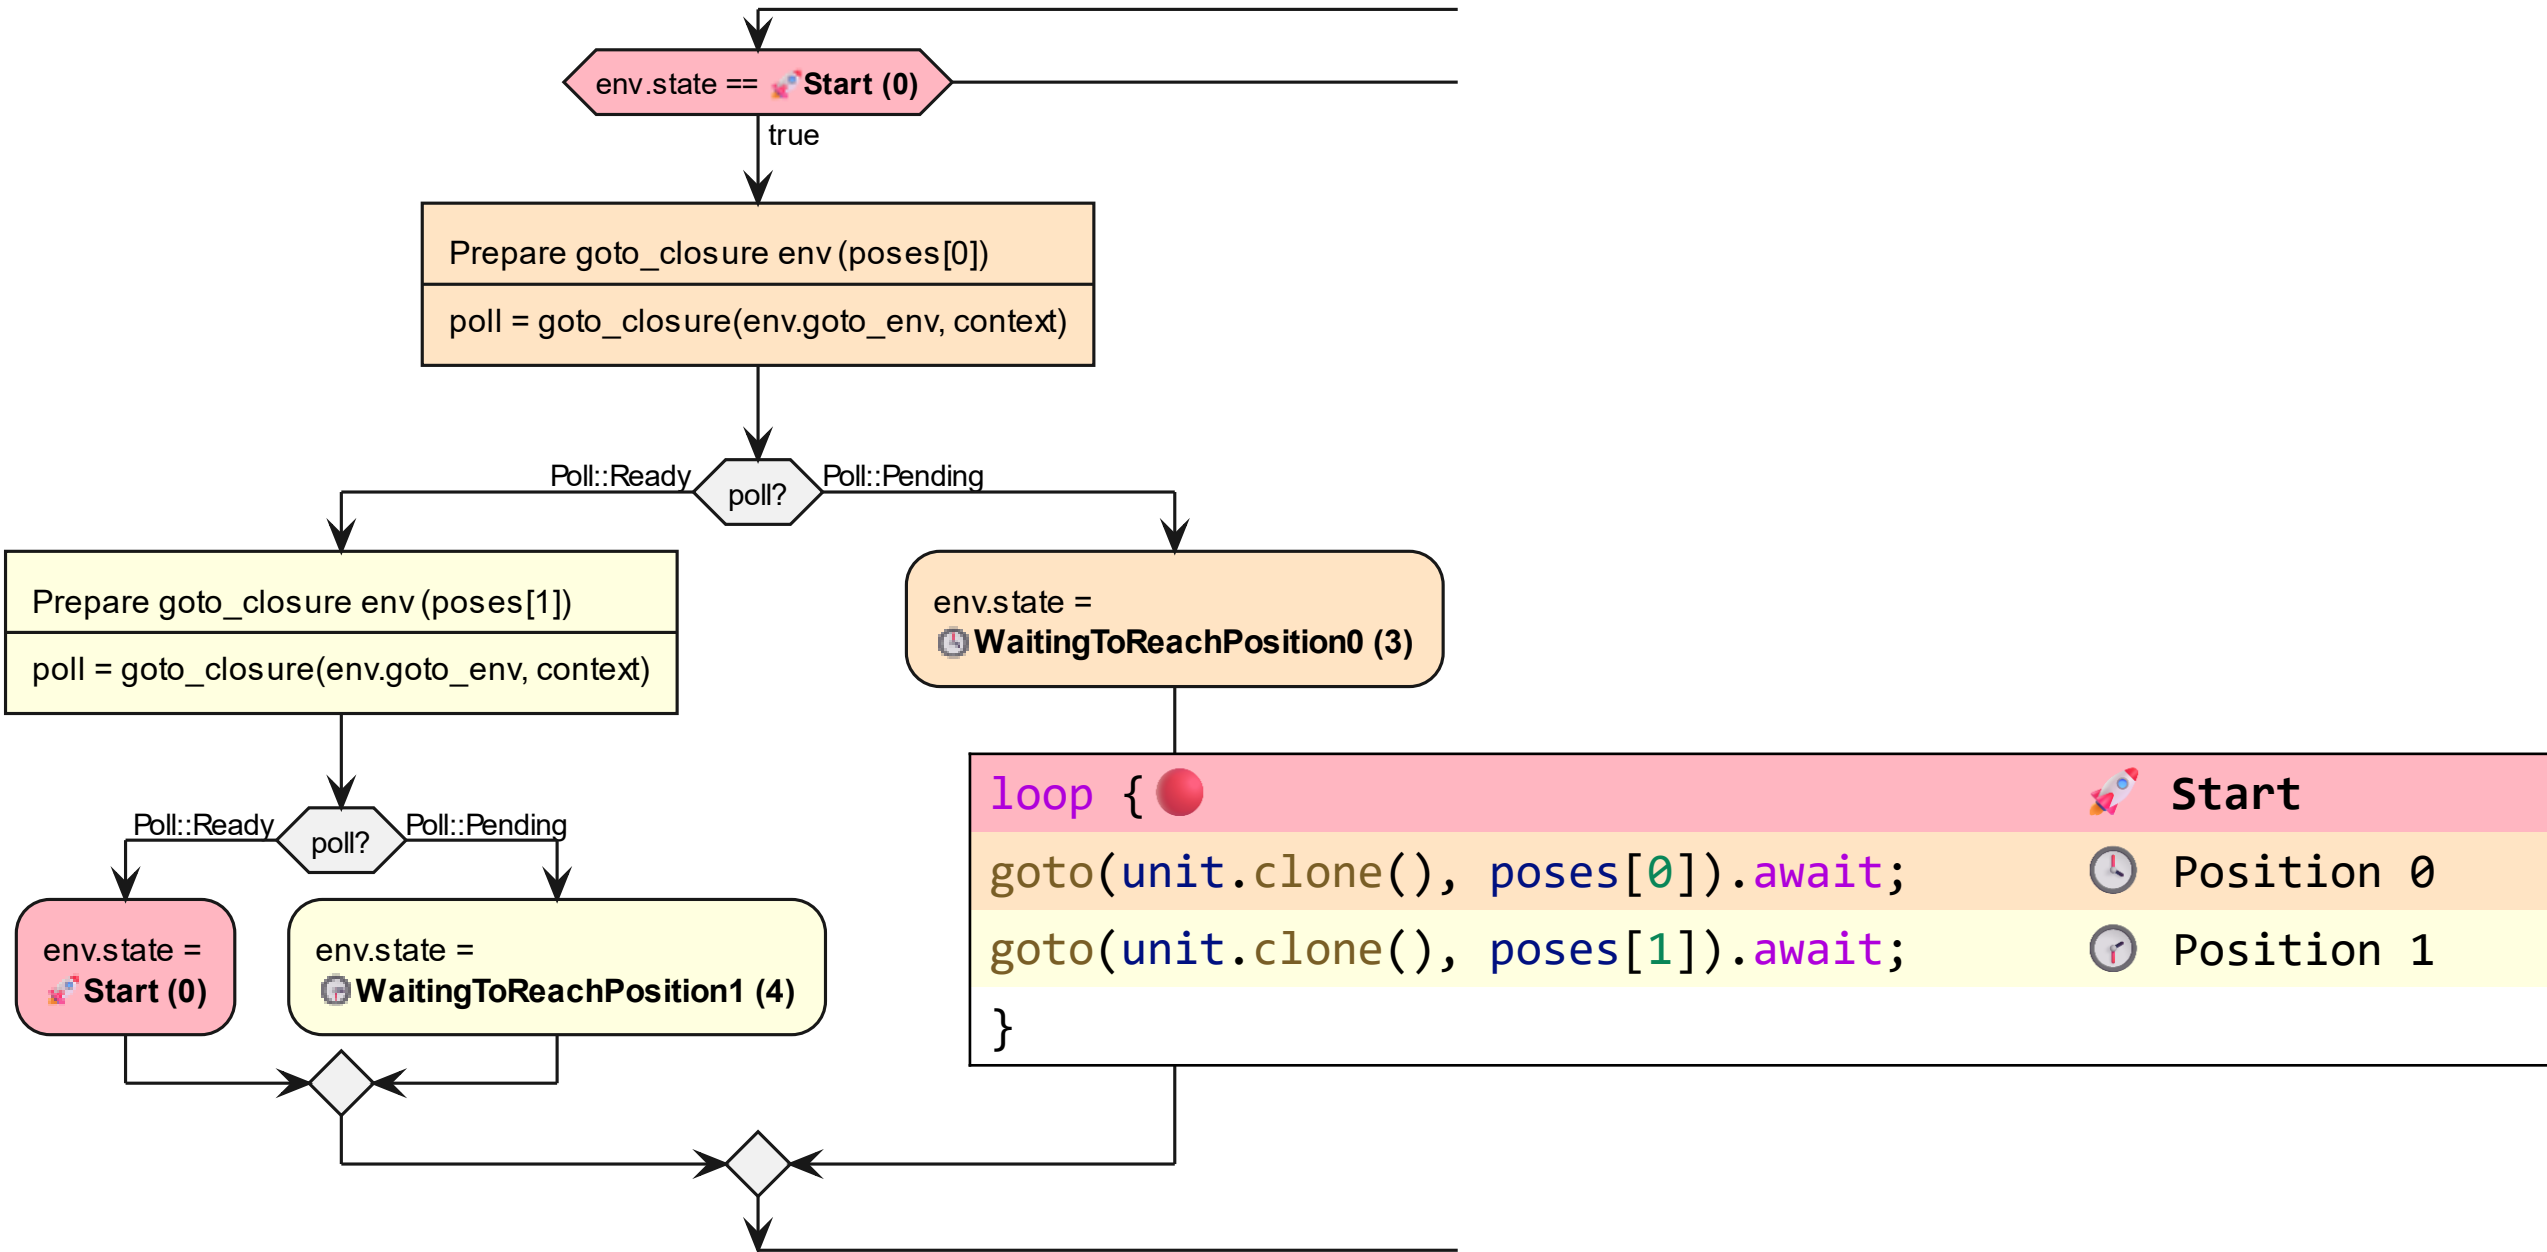 env.state == 🚀Start (0)
true
Prepare goto_closure env (poses[0])
poll = goto_closure(env.goto_env, context)
Poll::Ready
poll?
Poll::Pending
Prepare goto_closure env (poses[1])
poll = goto_closure(env.goto_env, context)
env.state =
🕓WaitingToReachPosition0 (3)
Poll::Ready
poll?
Poll::Pending
env.state =
🚀Start (0)
env.state =
WaitingToReachPosition1 (4)
loop {🔴 🚀 Start
goto(unit.clone(), poses[0]).await; 🕓 Position 0
goto(unit.clone(), poses[1]).await; Position 1
}